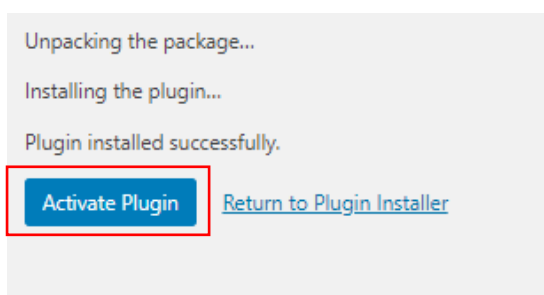 Unpacking the package...
Installing the plugin...
Plugin installed successfully.
Activate Plugin Return to Plugin Installer